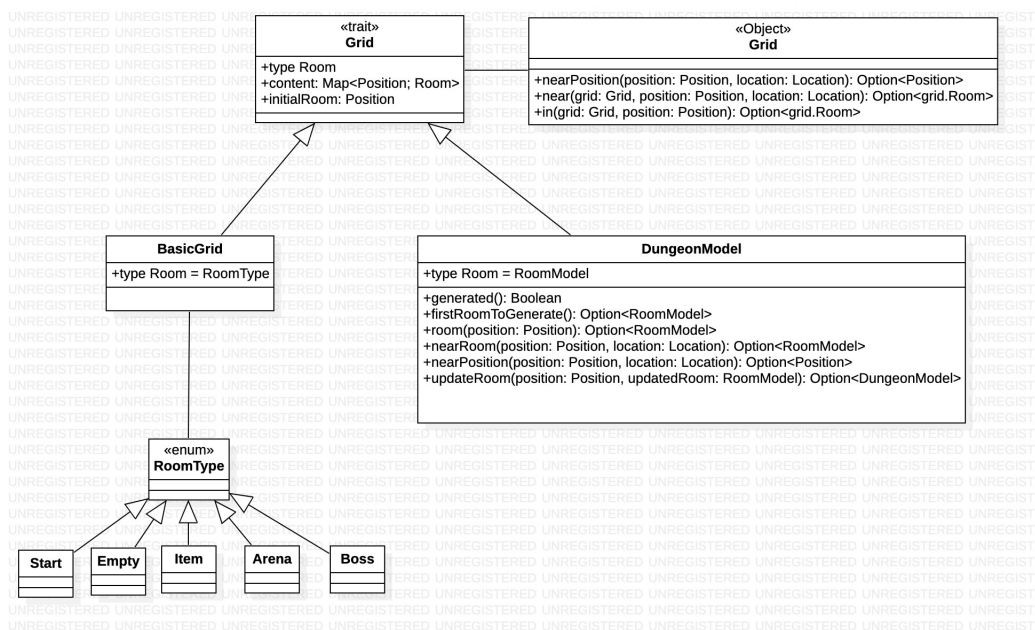 «trait»
Grid
+type Room
+content: Map<Position; Room>
+initialRoom: Position
«Object»
Grid
+nearPosition(position: Position, location: Location): Option<Position>
+near(grid: Grid, position: Position, location: Location): Option<grid.Room>
+in(grid: Grid, position: Position): Option<grid.Room>
BasicGrid
+type Room = RoomType
DungeonModel
+type Room = RoomModel
+generated(): Boolean
+firstRoomToGenerate(): Option<RoomModel>
+room(position: Position): Option<RoomModel>
+nearRoom(position: Position, location: Location): Option<RoomModel>
+nearPosition(position: Position, location: Location): Option<Position>
+updateRoom(position: Position, updatedRoom: RoomModel): Option<DungeonModel>
«enum»
RoomType
Start
Empty
Item
Arena
Boss
UNREGISTERED